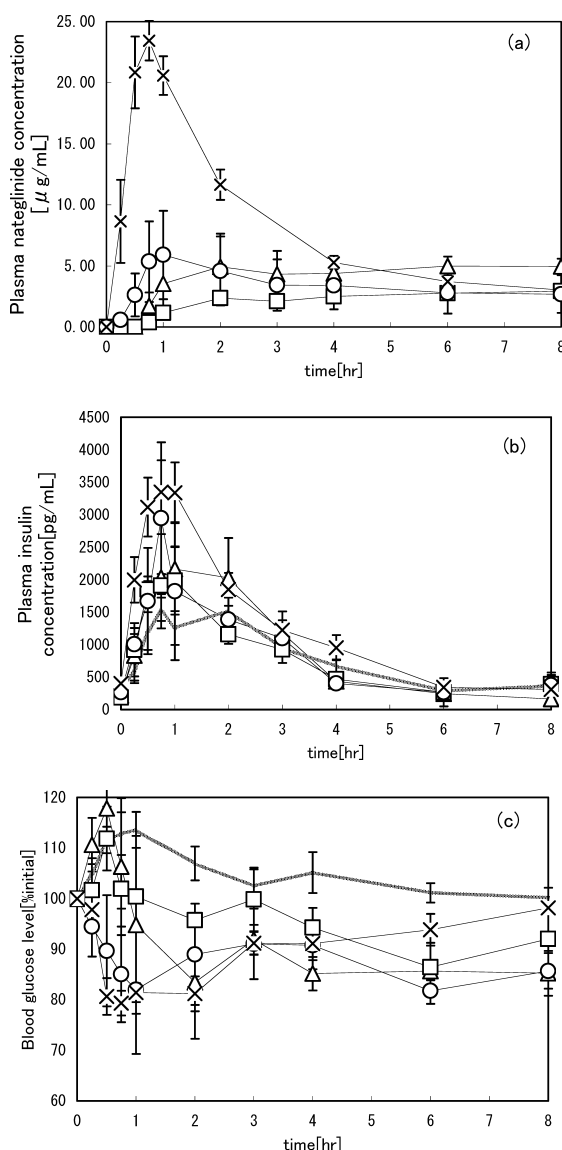 (a)
Plasma nateglinide concentration
[μg/mL]
25.00
20.00
15.00
10.00
5.00
0.00
0 1 2 3 4 5 6 7 8
time[hr]
(b)
Plasma insulin
concentration[pg/mL]
4500
4000
3500
3000
2500
2000
1500
1000
500
0
0 1 2 3 4 5 6 7 8
time[hr]
(c)
Blood glucose level[%initial]
120
110
100
90
80
70
60
0 1 2 3 4 5 6 7 8
time[hr]